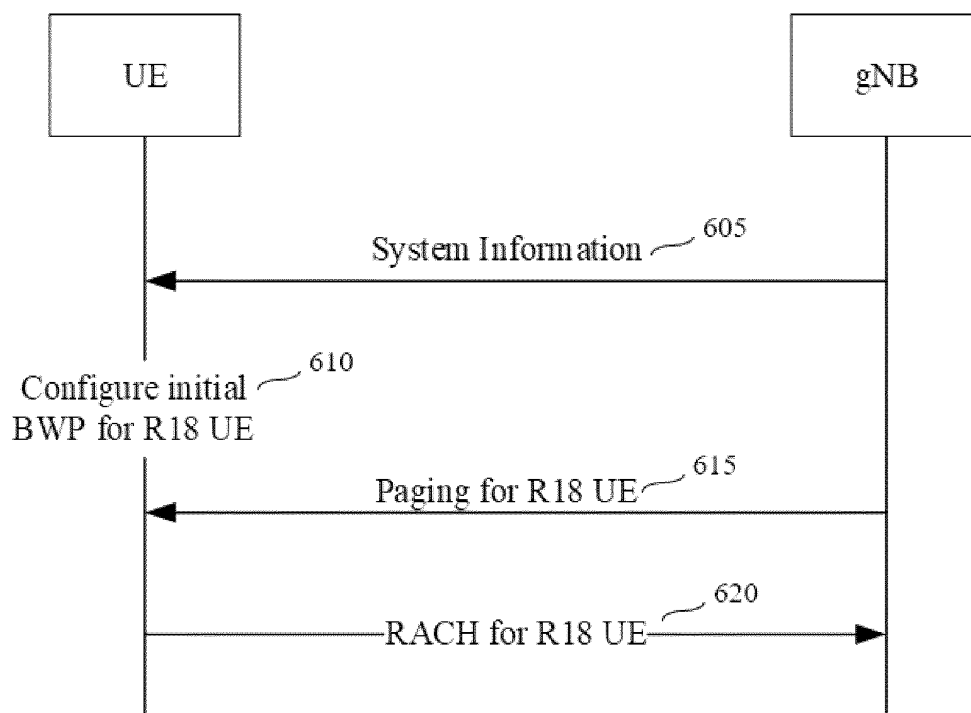 UE
gNB
System Information
605
610
Configure initial
BWP for R18 UE
615
Paging for R18 UE
620
RACH for R18 UE